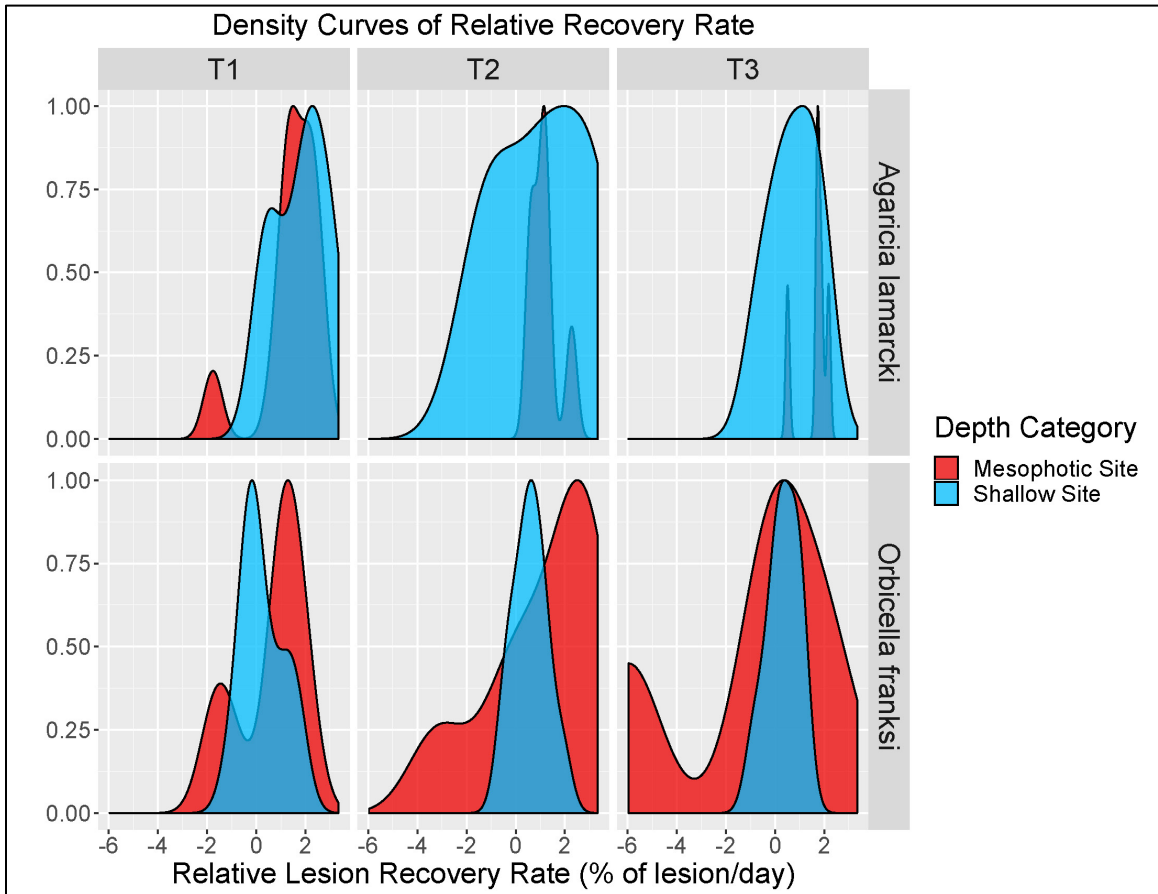 Density Curves of Relative Recovery Rate
T1 T2 T3
1.00
0.75
0.50
0.25
0.00
Agaricia lamarcki
1.00
0.75
0.50
0.25
0.00
Orbicella franksi
-6 -4 -2 0 2 -6 -4 -2 0 2 -6 -4 -2 0 2
Relative Lesion Recovery Rate (% of lesion/day)
Depth Category
Mesophotic Site
Shallow Site